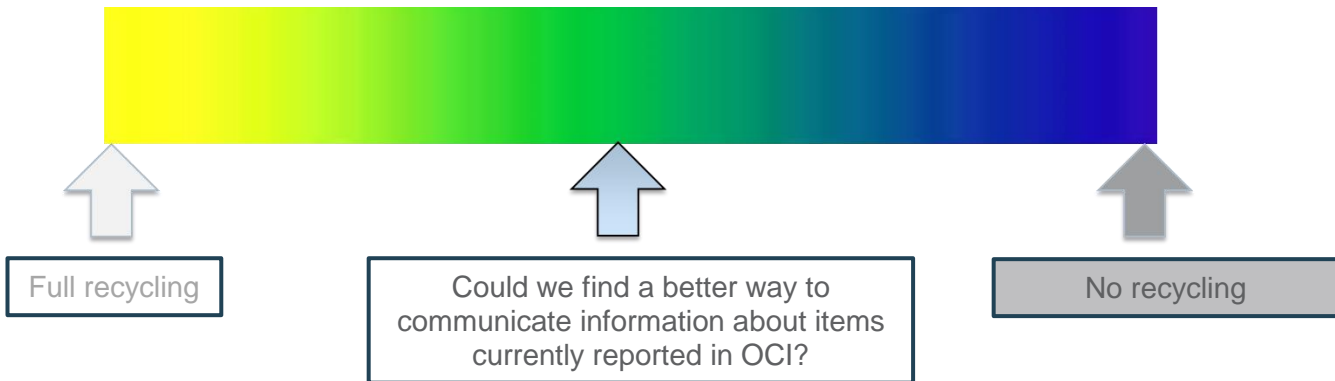 Full recycling
Could we find a better way to
communicate information about items
currently reported in OCI?
No recycling